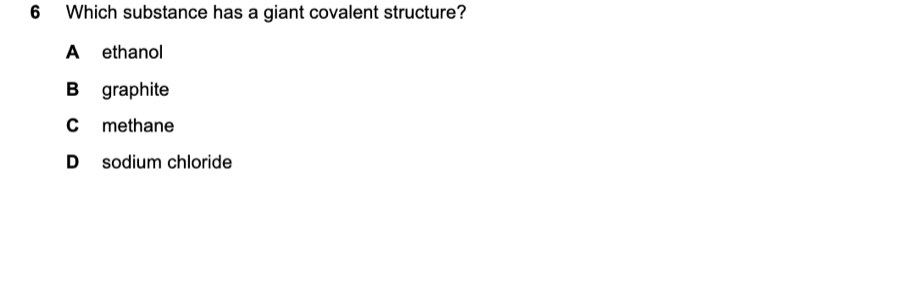 6 Which substance has a giant covalent structure?
A ethanol
B graphite
C methane
D sodium chloride